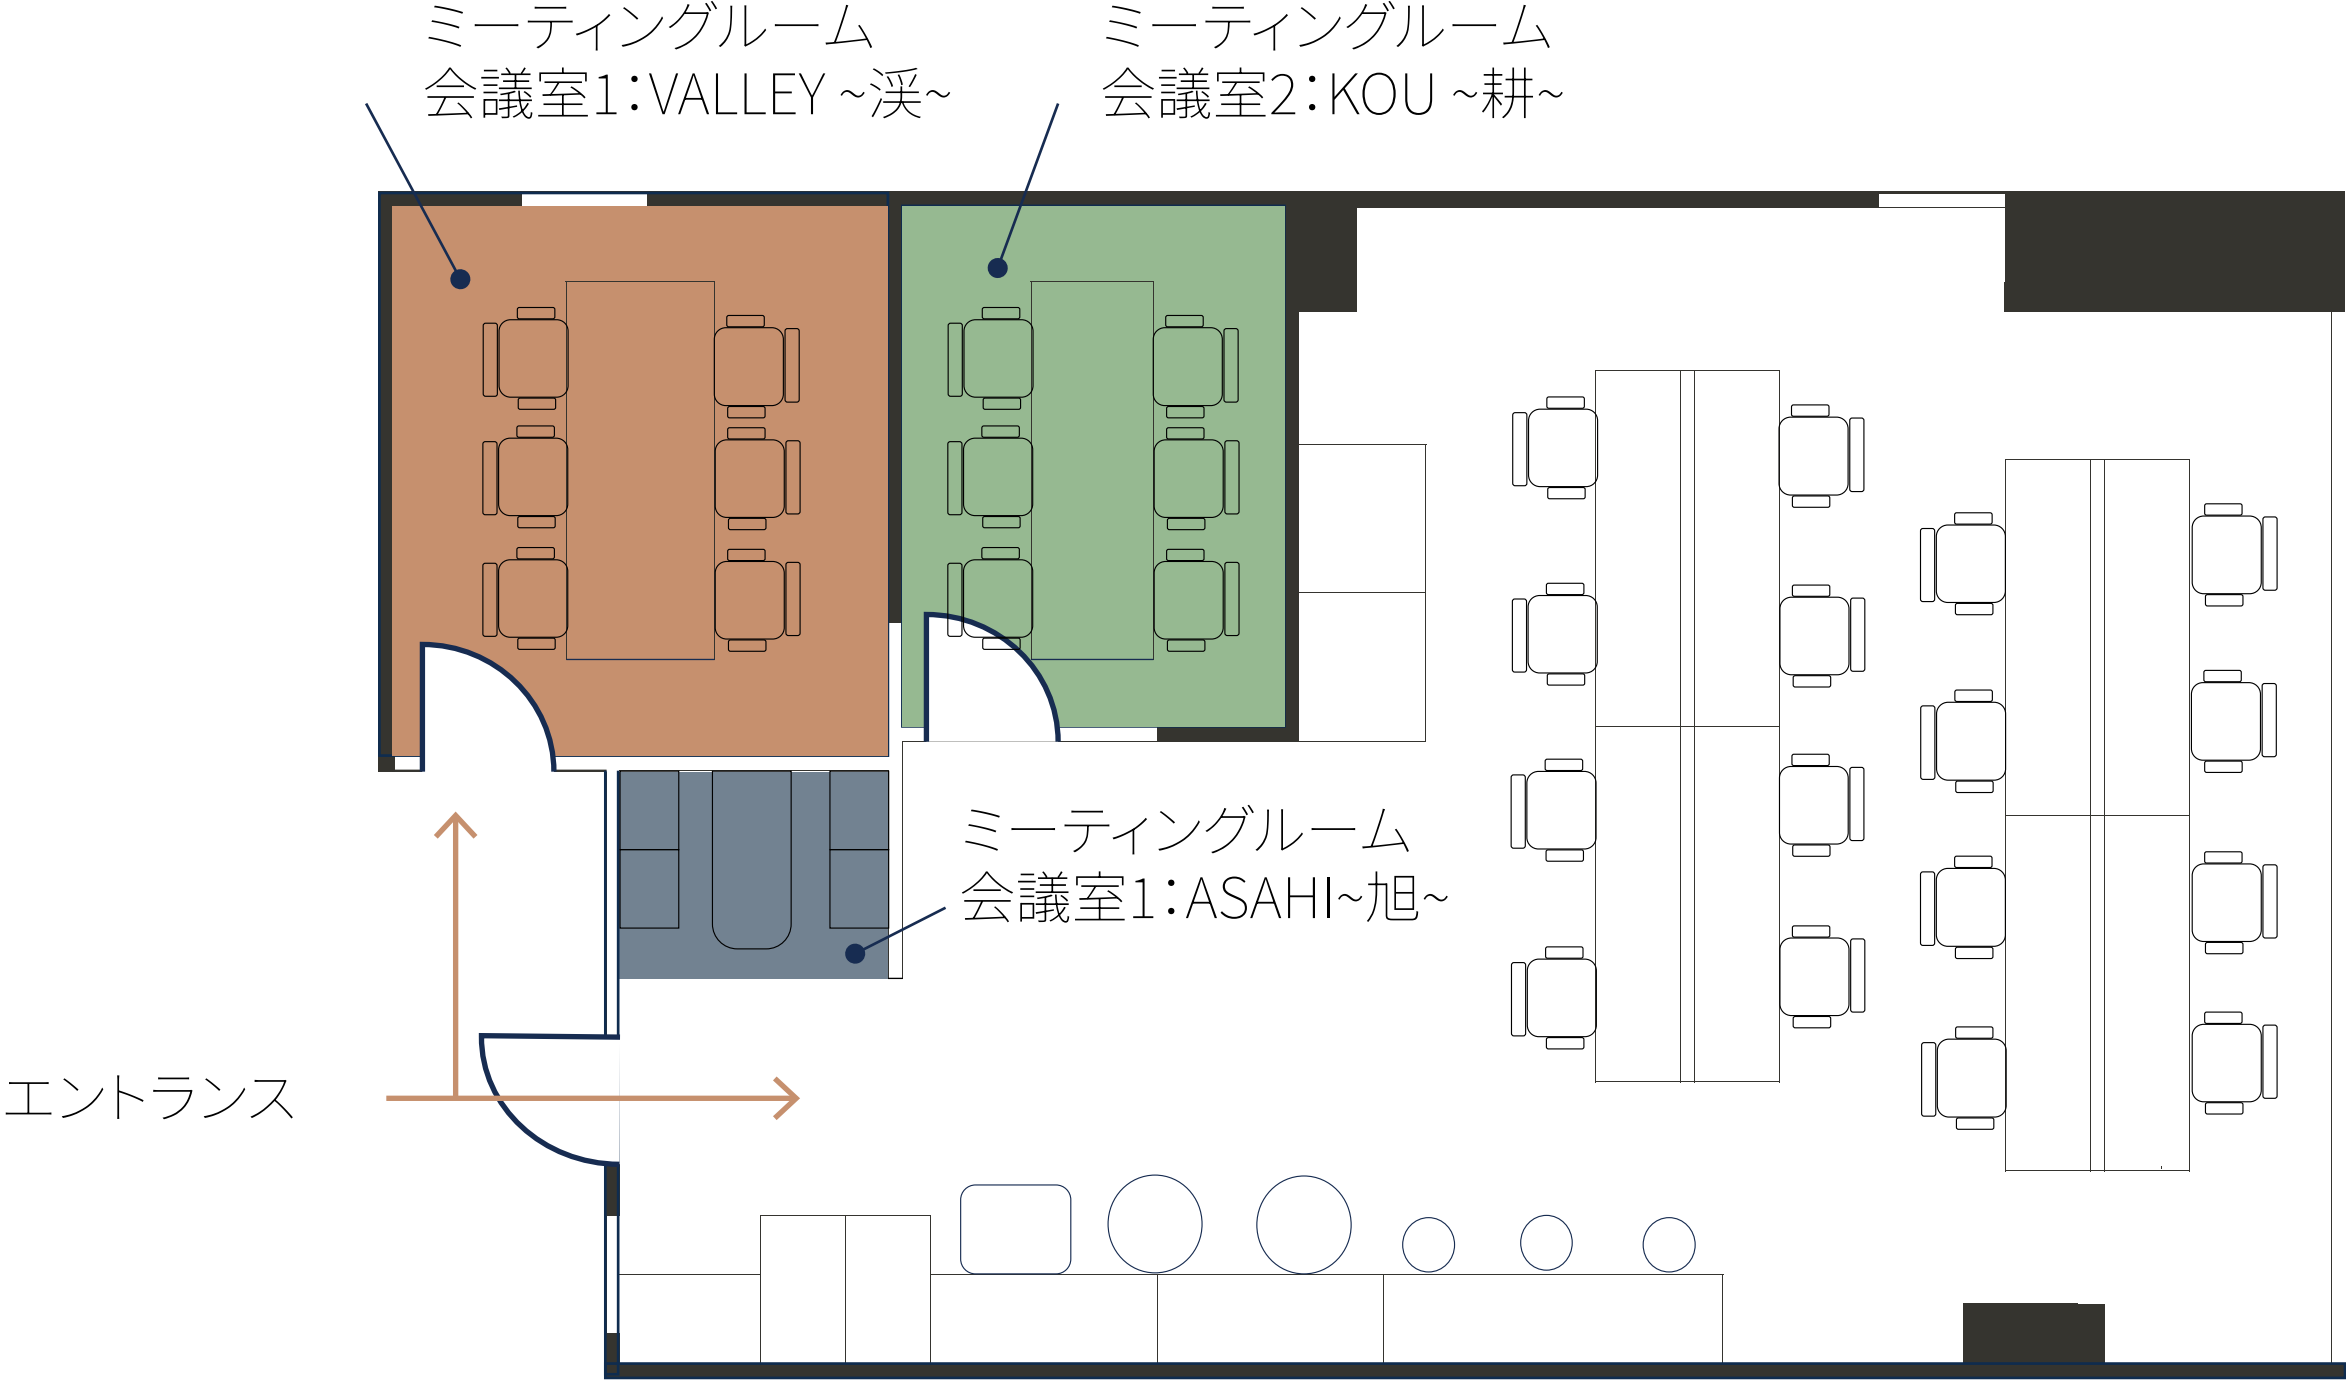 ミーティングルーム
会議室1：VALLEY ~渓~
ミーティングルーム
会議室2：KOU ~耕~
ミーティングルーム
会議室1：ASAHI~旭~
エントランス